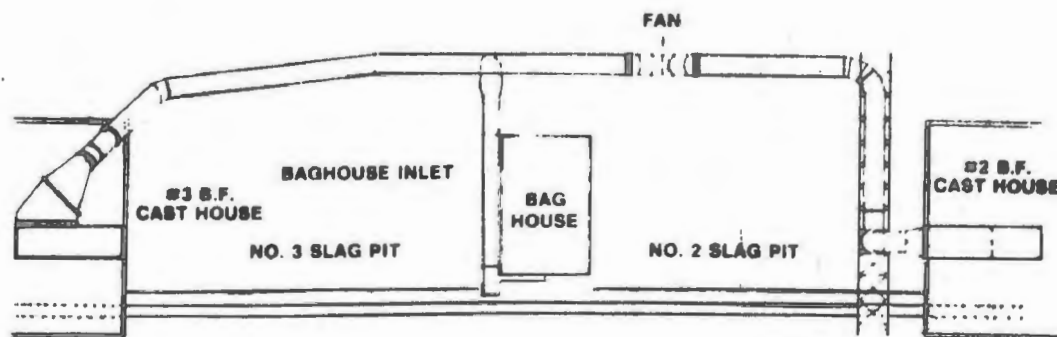 FAN
BAGHOUSE INLET
#3 B.F.
CAST HOUSE
BAG
HOUSE
#2 B.F.
CAST HOUSE
NO. 3 SLAG PIT
NO. 2 SLAG PIT